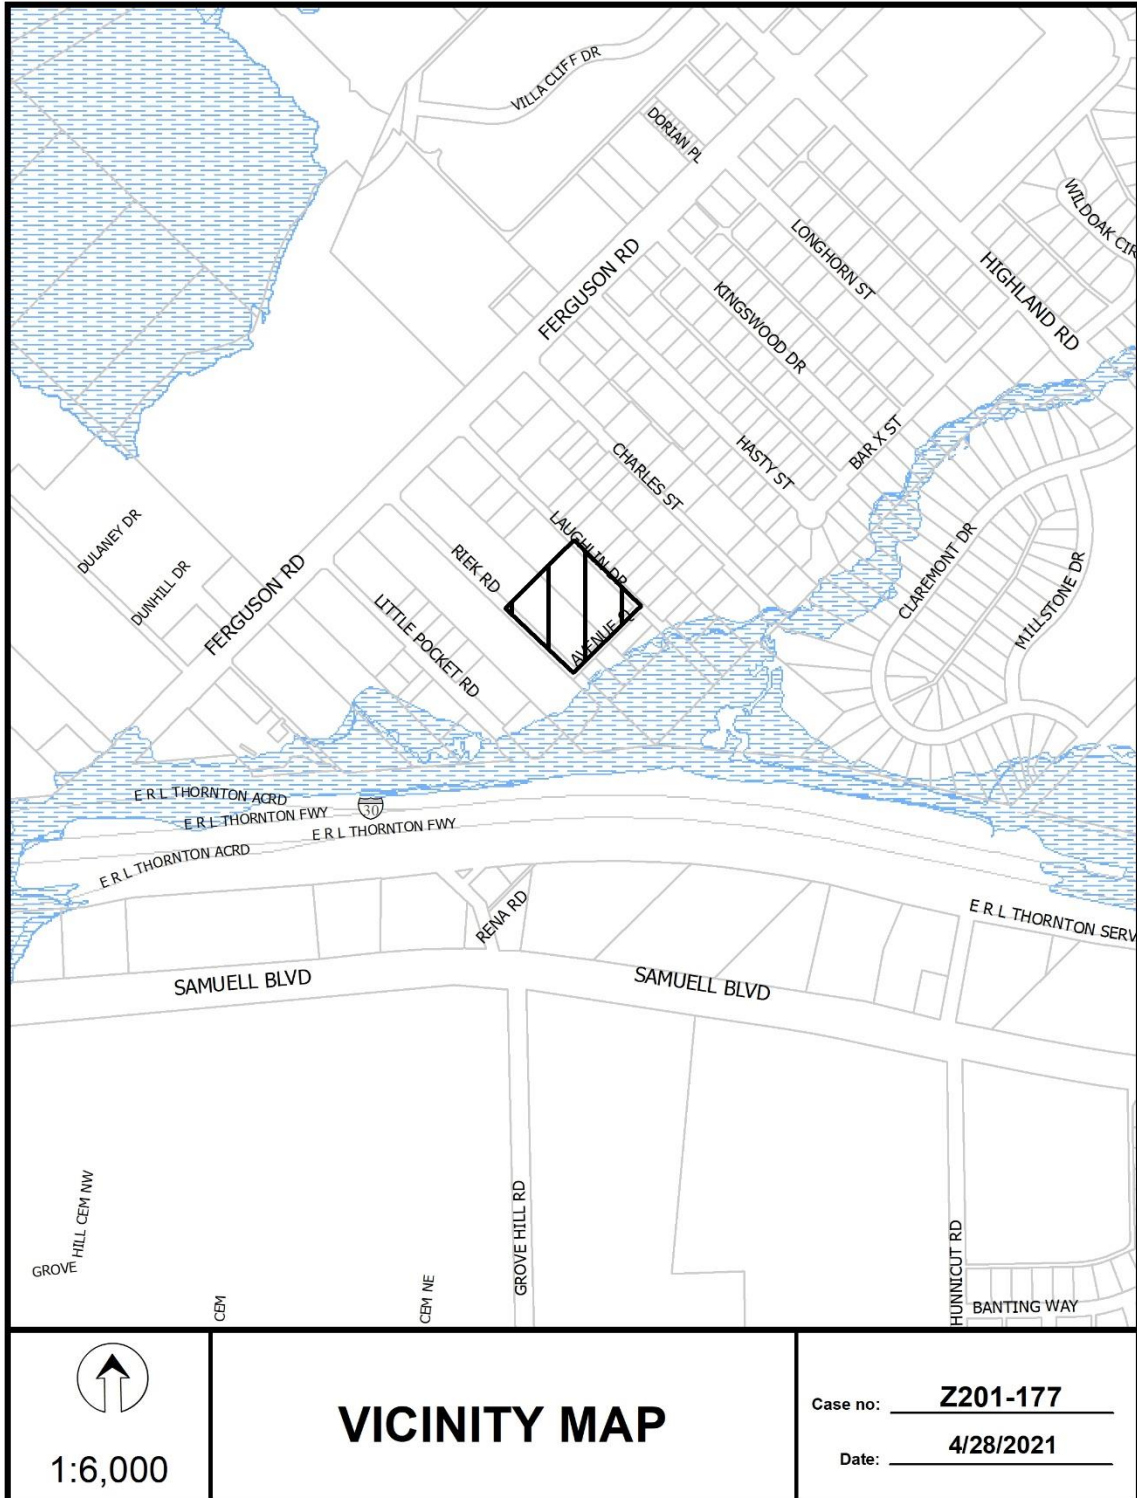 VILLA CLIFF DR
DORIAN PL
WILDOAK CIR
LONGHORN ST
HIGHLAND RD
FERGUSON RD
KINGSWOOD DR
BAR X ST
HASTY ST
CHARLES ST
LAUGHLIN DR
DULANEY DR
DUNHILL DR
FERGUSON RD
RIEK RD
LITTLE POCKET RD
AVENUE
CLAREMONT DR
MILLSTONE DR
E R L THORNTON ACRD
E R L THORNTON FWY
30
E R L THORNTON FWY
E R L THORNTON ACRD
RENA RD
E R L THORNTON SERV
SAMUELL BLVD
SAMUELL BLVD
GROVE HILL CEM NW
CEM
CEM NE
GROVE HILL RD
HUNNICUT RD
BANTING WAY
1:6,000
VICINITY MAP
Case no: Z201-177
Date: 4/28/2021